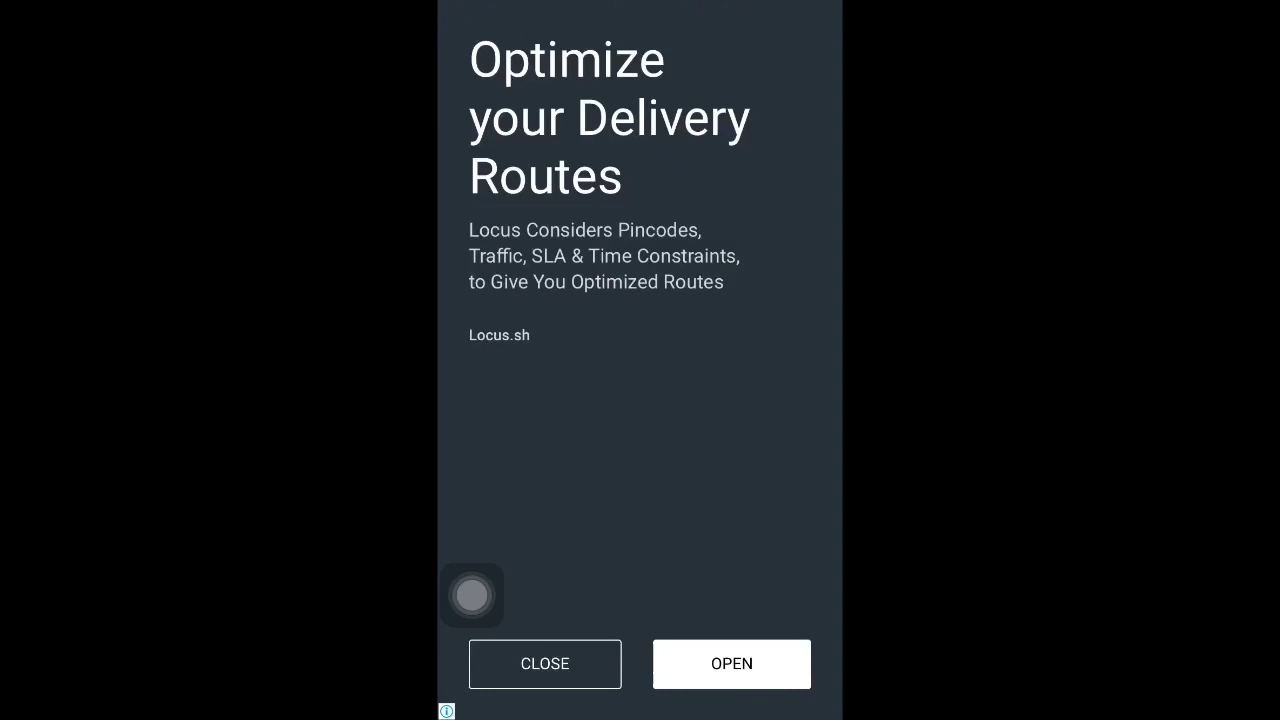 Optimize
your Delivery
Routes
Locus Considers Pincodes,
Traffic, SLA & Time Constraints,
to Give You Optimized Routes
Locus.sh
CLOSE
OPEN